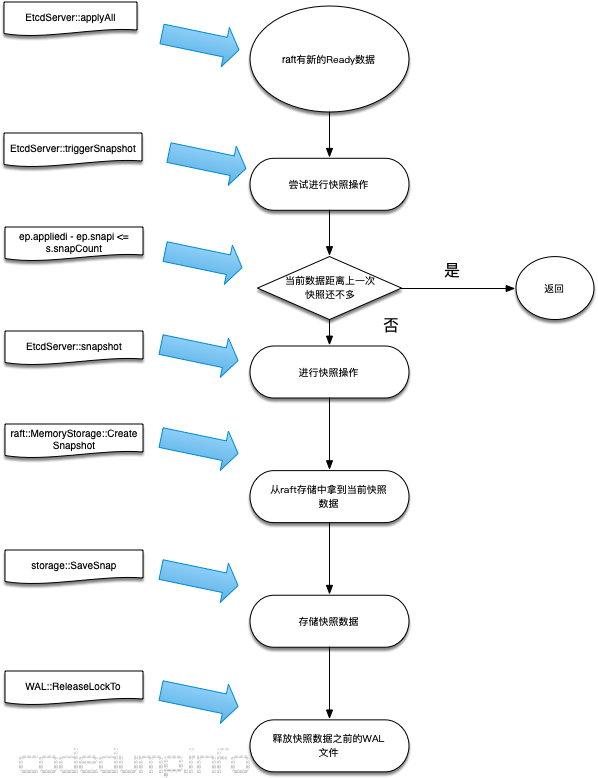 EtcdServer::applyAll
raft有新的Ready数据
EtcdServer::triggerSnapshot
尝试进行快照操作
ep.appliedi - ep.snapi <=
s.snapCount
当前数据距离上一次
快照还不多
是
返回
否
EtcdServer::snapshot
进行快照操作
raft::MemoryStorage::Create
Snapshot
从raft存储中拿到当前快照
数据
storage::SaveSnap
存储快照数据
WAL::ReleaseLockTo
释放快照数据之前的WAL
文件